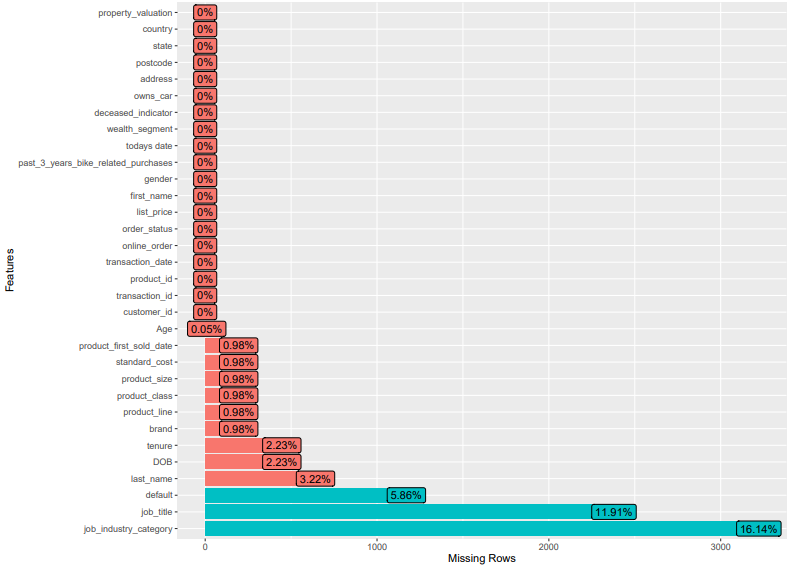 property_valuation 0%
country 0%
state 0%
postcode 0%
address 0%
owns_car 0%
deceased_indicator 0%
wealth_segment 0%
todays date 0%
past_3_years_bike_related_purchases 0%
gender 0%
first_name 0%
list_price 0%
order_status 0%
online_order 0%
transaction_date 0%
product_id 0%
transaction_id 0%
customer_id 0%
Age 0.05%
product_first_sold_date 0.98%
standard_cost 0.98%
product_size 0.98%
product_class 0.98%
product_line 0.98%
brand 0.98%
tenure 2.23%
DOB 2.23%
last_name 3.22%
default 5.86%
job_title 11.91%
job_industry_category 16.14%
Features
0 1000 2000 3000
Missing Rows